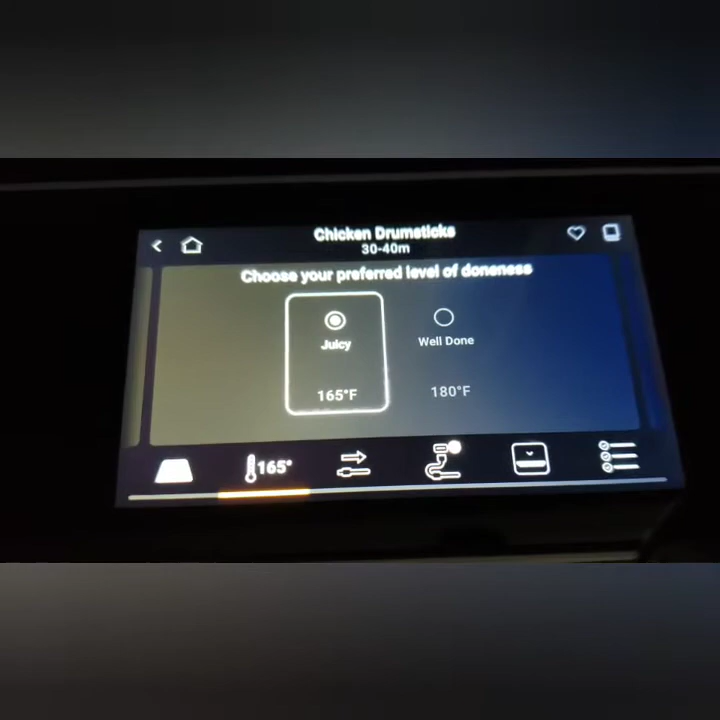 Chicken Drumsticks
30-40m
Choose your preferred level of doneness
Juicy
Well Done
165°F
180°F
165°